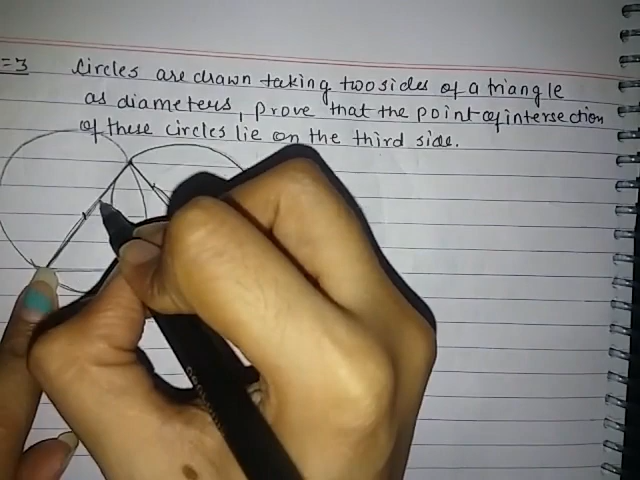 =3 Circles are drawn taking two sides of a triangle
as diameters, prove that the point of intersection
of these circles lie on the third side.